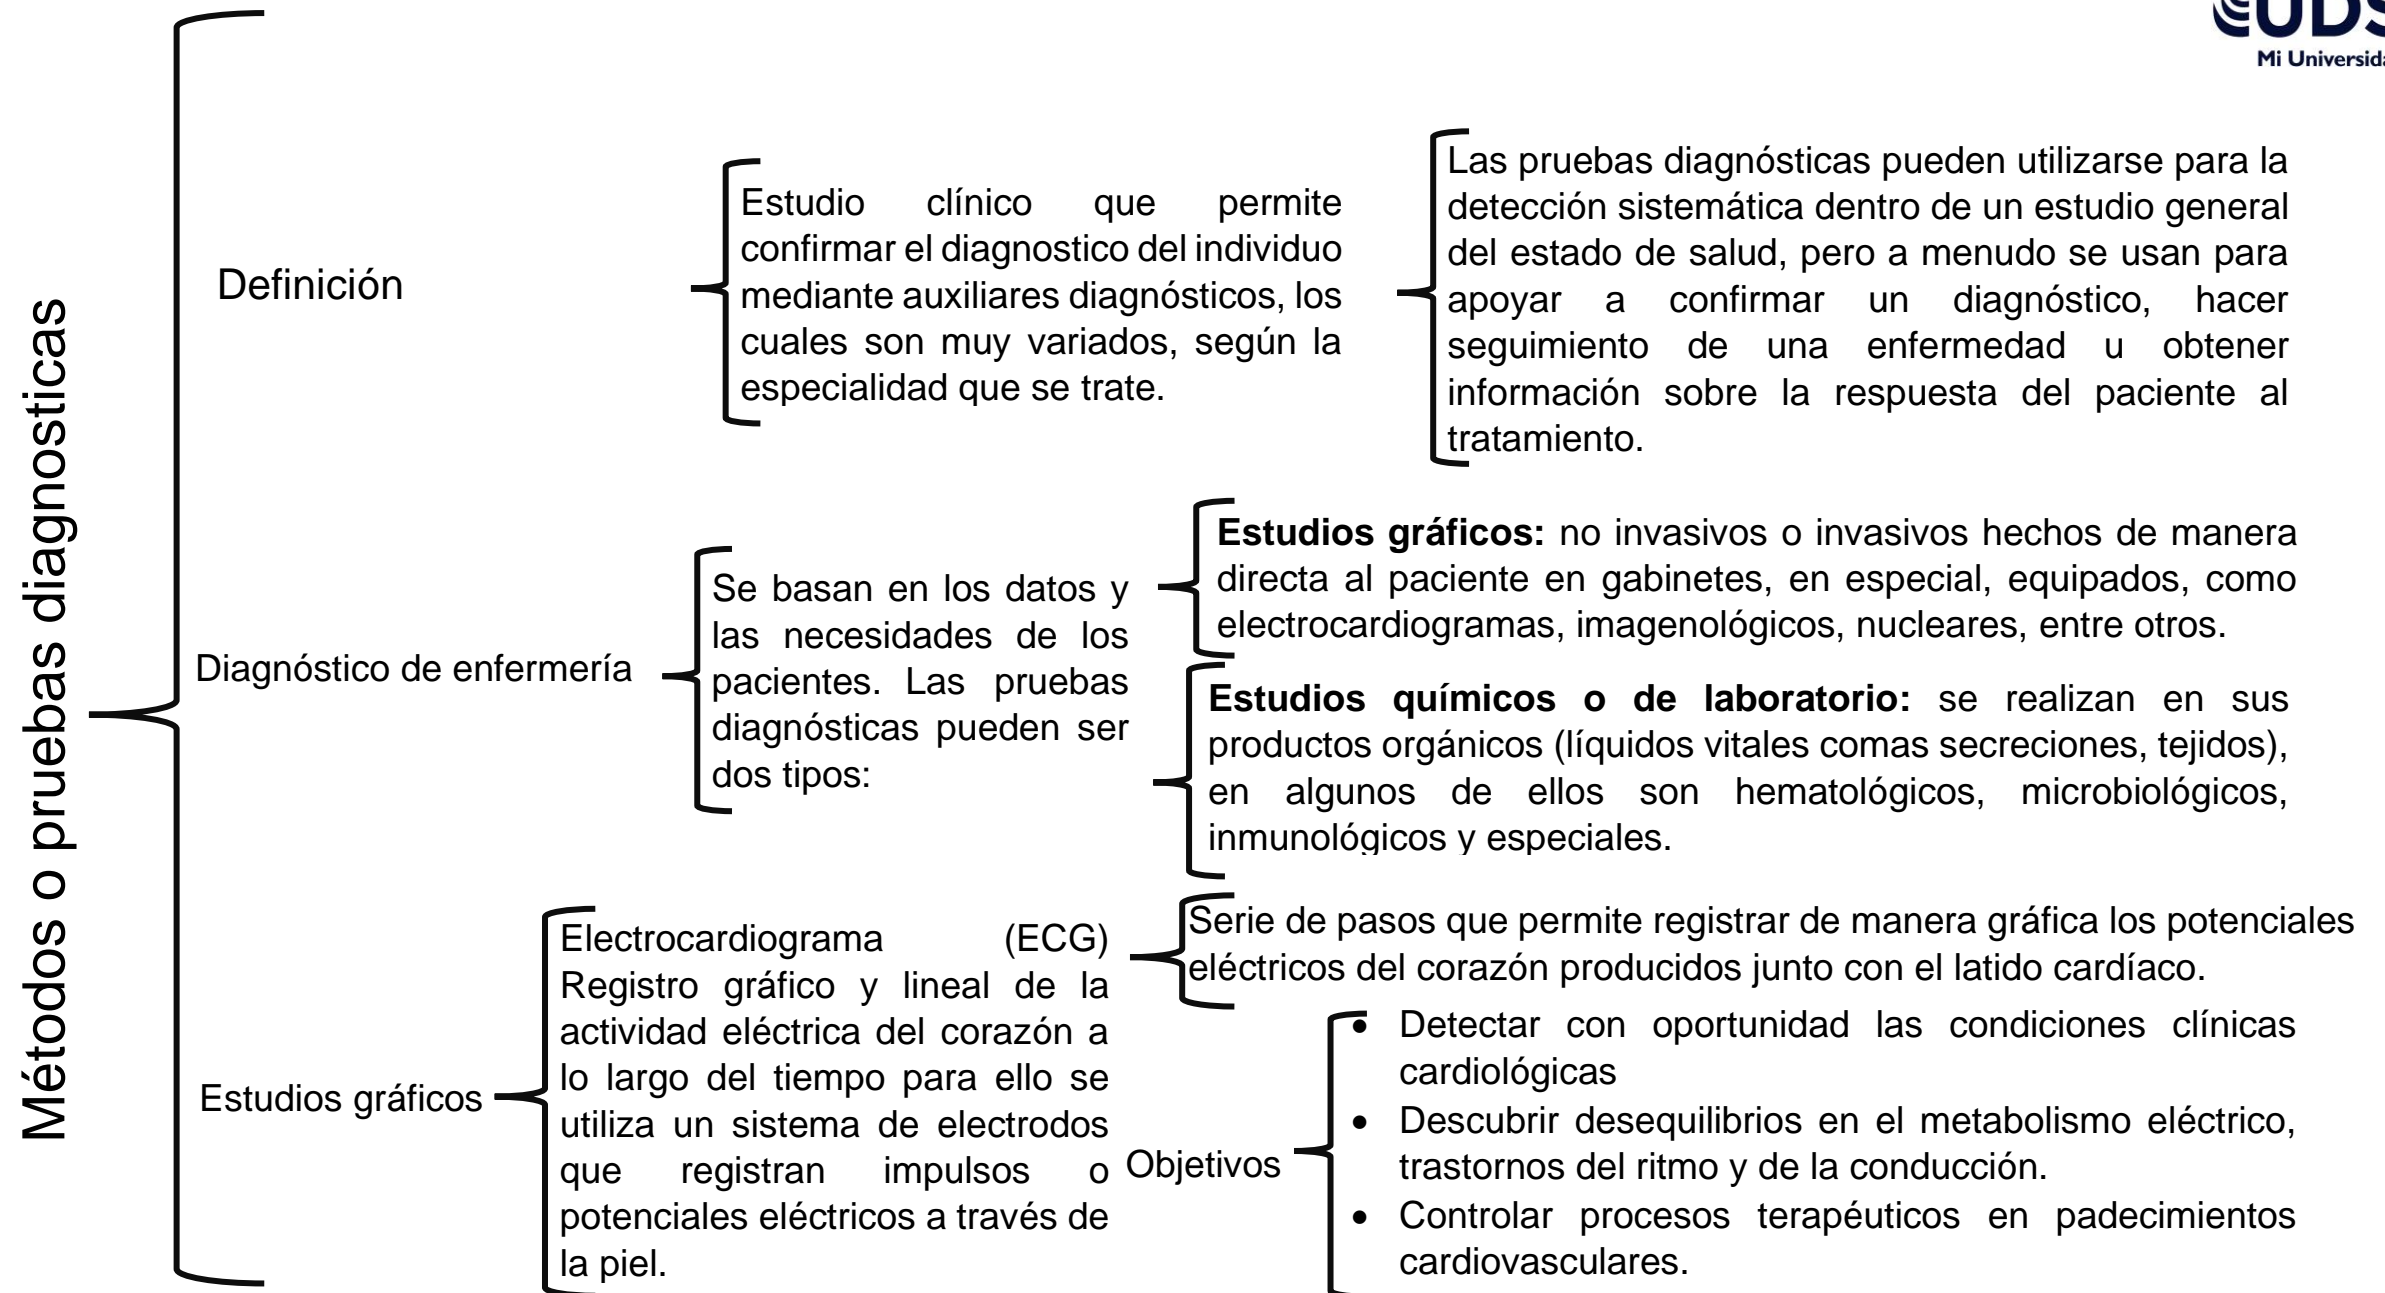 UDS
Mi Universida
Métodos o pruebas diagnosticas
Definición
Estudio clínico que permite
confirmar el diagnostico del individuo
mediante auxiliares diagnósticos, los
cuales son muy variados, según la
especialidad que se trate.
Las pruebas diagnósticas pueden utilizarse para la
detección sistemática dentro de un estudio general
del estado de salud, pero a menudo se usan para
apoyar a confirmar un diagnóstico, hacer
seguimiento de una enfermedad u obtener
información sobre la respuesta del paciente al
tratamiento.
Diagnóstico de enfermería
Se basan en los datos y
las necesidades de los
pacientes. Las pruebas
diagnósticas pueden ser
dos tipos:
Estudios gráficos: no invasivos o invasivos hechos de manera
directa al paciente en gabinetes, en especial, equipados, como
electrocardiogramas, imagenológicos, nucleares, entre otros.
Estudios químicos o de laboratorio: se realizan en sus
productos orgánicos (líquidos vitales comas secreciones, tejidos),
en algunos de ellos son hematológicos, microbiológicos,
inmunológicos y especiales.
Estudios gráficos
Electrocardiograma (ECG)
Registro gráfico y lineal de la
actividad eléctrica del corazón a
lo largo del tiempo para ello se
utiliza un sistema de electrodos
que registran impulsos o
potenciales eléctricos a través de
la piel.
Serie de pasos que permite registrar de manera gráfica los potenciales
eléctricos del corazón producidos junto con el latido cardíaco.
Objetivos
• Detectar con oportunidad las condiciones clínicas
cardiológicas
• Descubrir desequilibrios en el metabolismo eléctrico,
trastornos del ritmo y de la conducción.
• Controlar procesos terapéuticos en padecimientos
cardiovasculares.